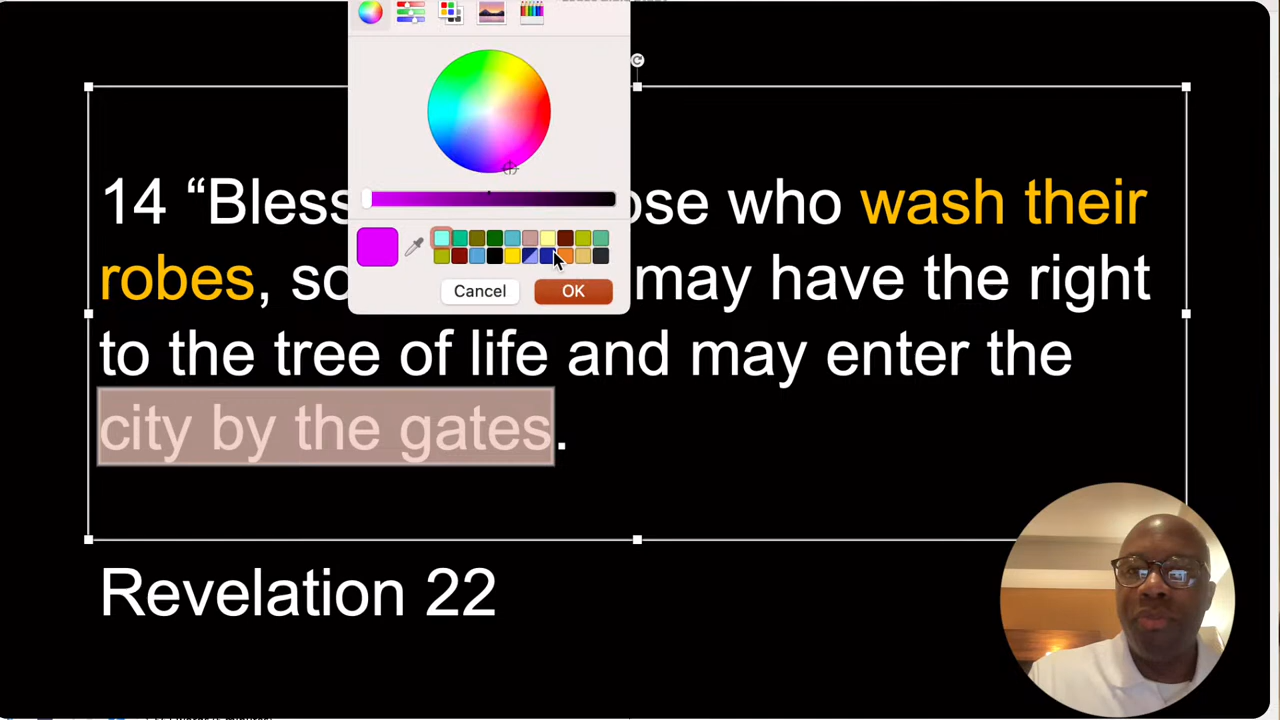 14 “Bless
ose who wash their
robes, so
may have the right
to the tree of life and may enter the
city by the gates.
Cancel
OK
Revelation 22